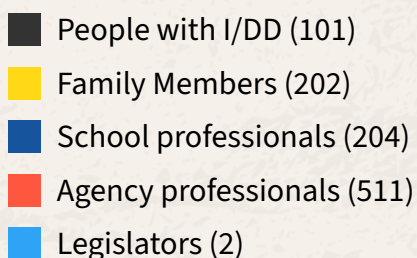 People with I/DD (101)
Family Members (202)
School professionals (204)
Agency professionals (511)
Legislators (2)